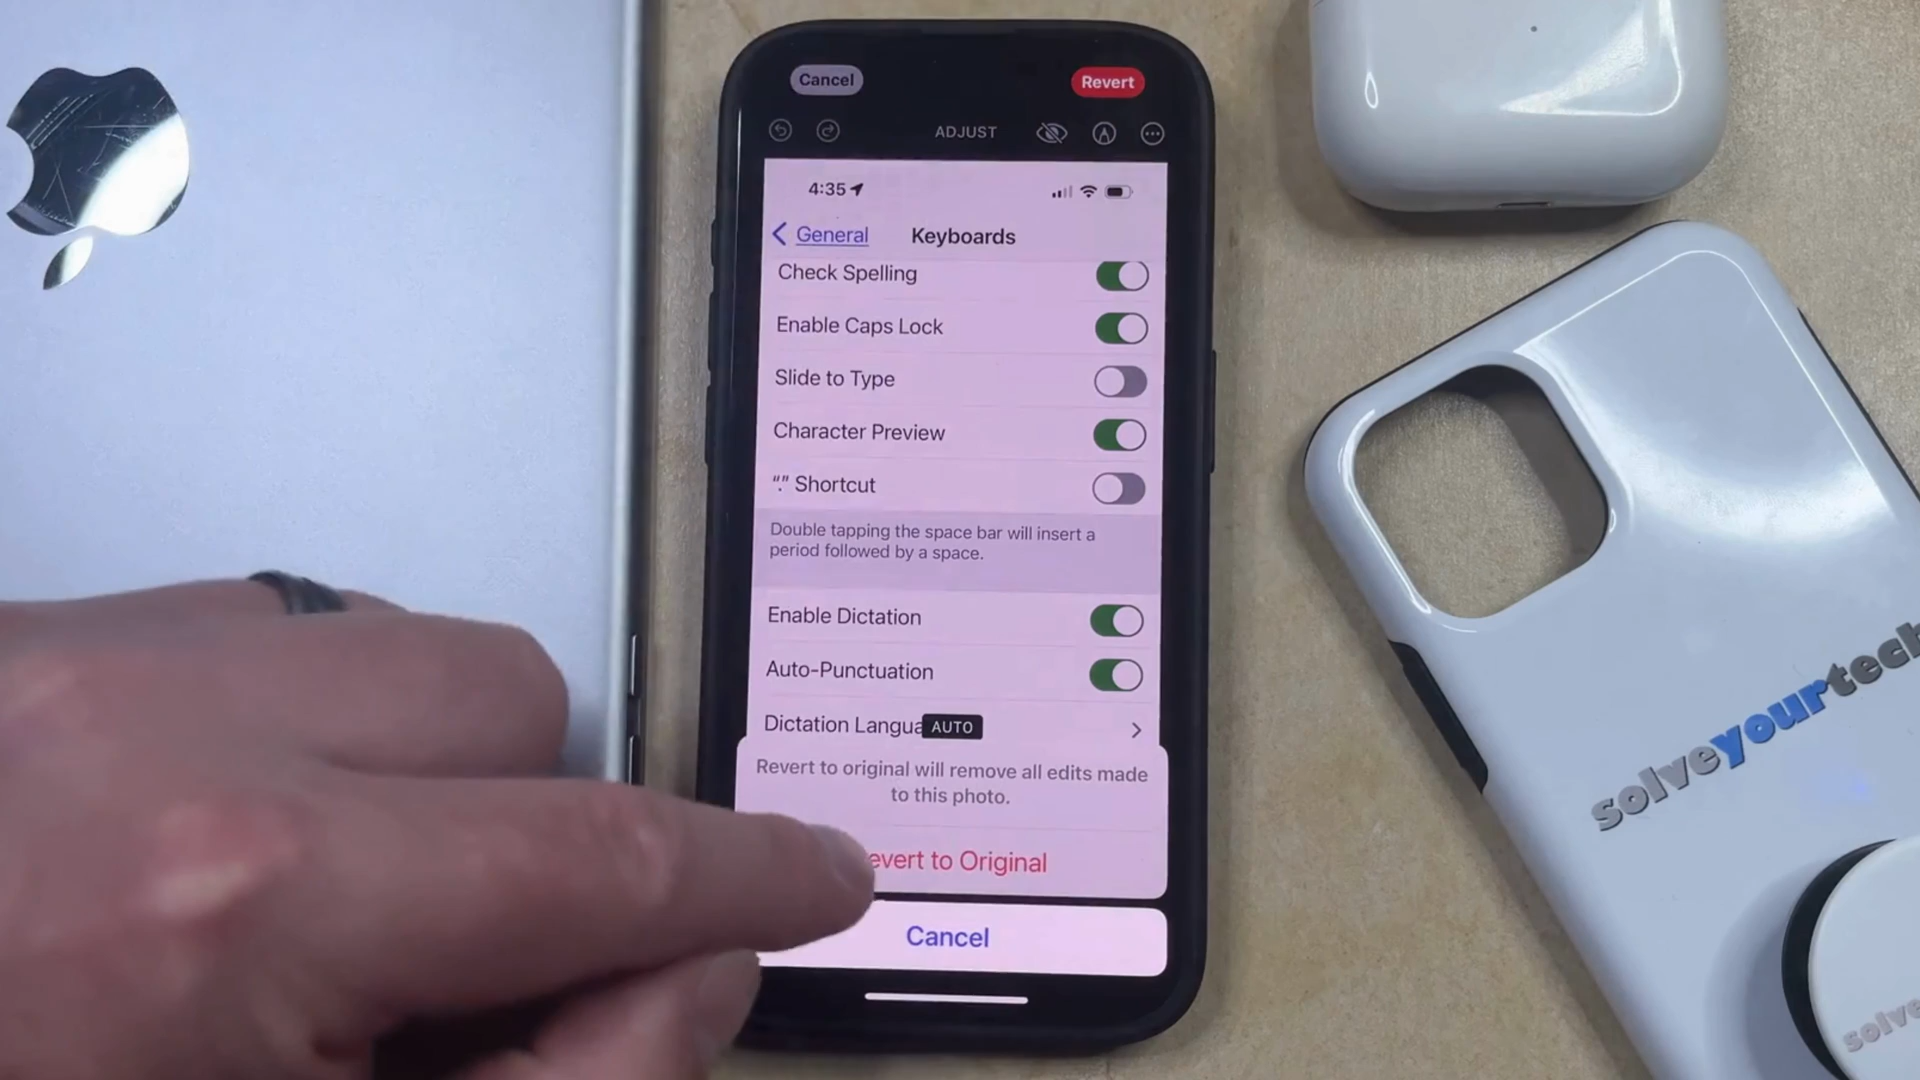 Cancel
Revert
ADJUST
4:35
General
Keyboards
Check Spelling
Enable Caps Lock
Slide to Type
Character Preview
“.” Shortcut
Double tapping the space bar will insert a
period followed by a space.
Enable Dictation
Auto-Punctuation
Dictation Langua
AUTO
Revert to original will remove all edits made
to this photo.
evert to Original
Cancel
solveyourtech
solve